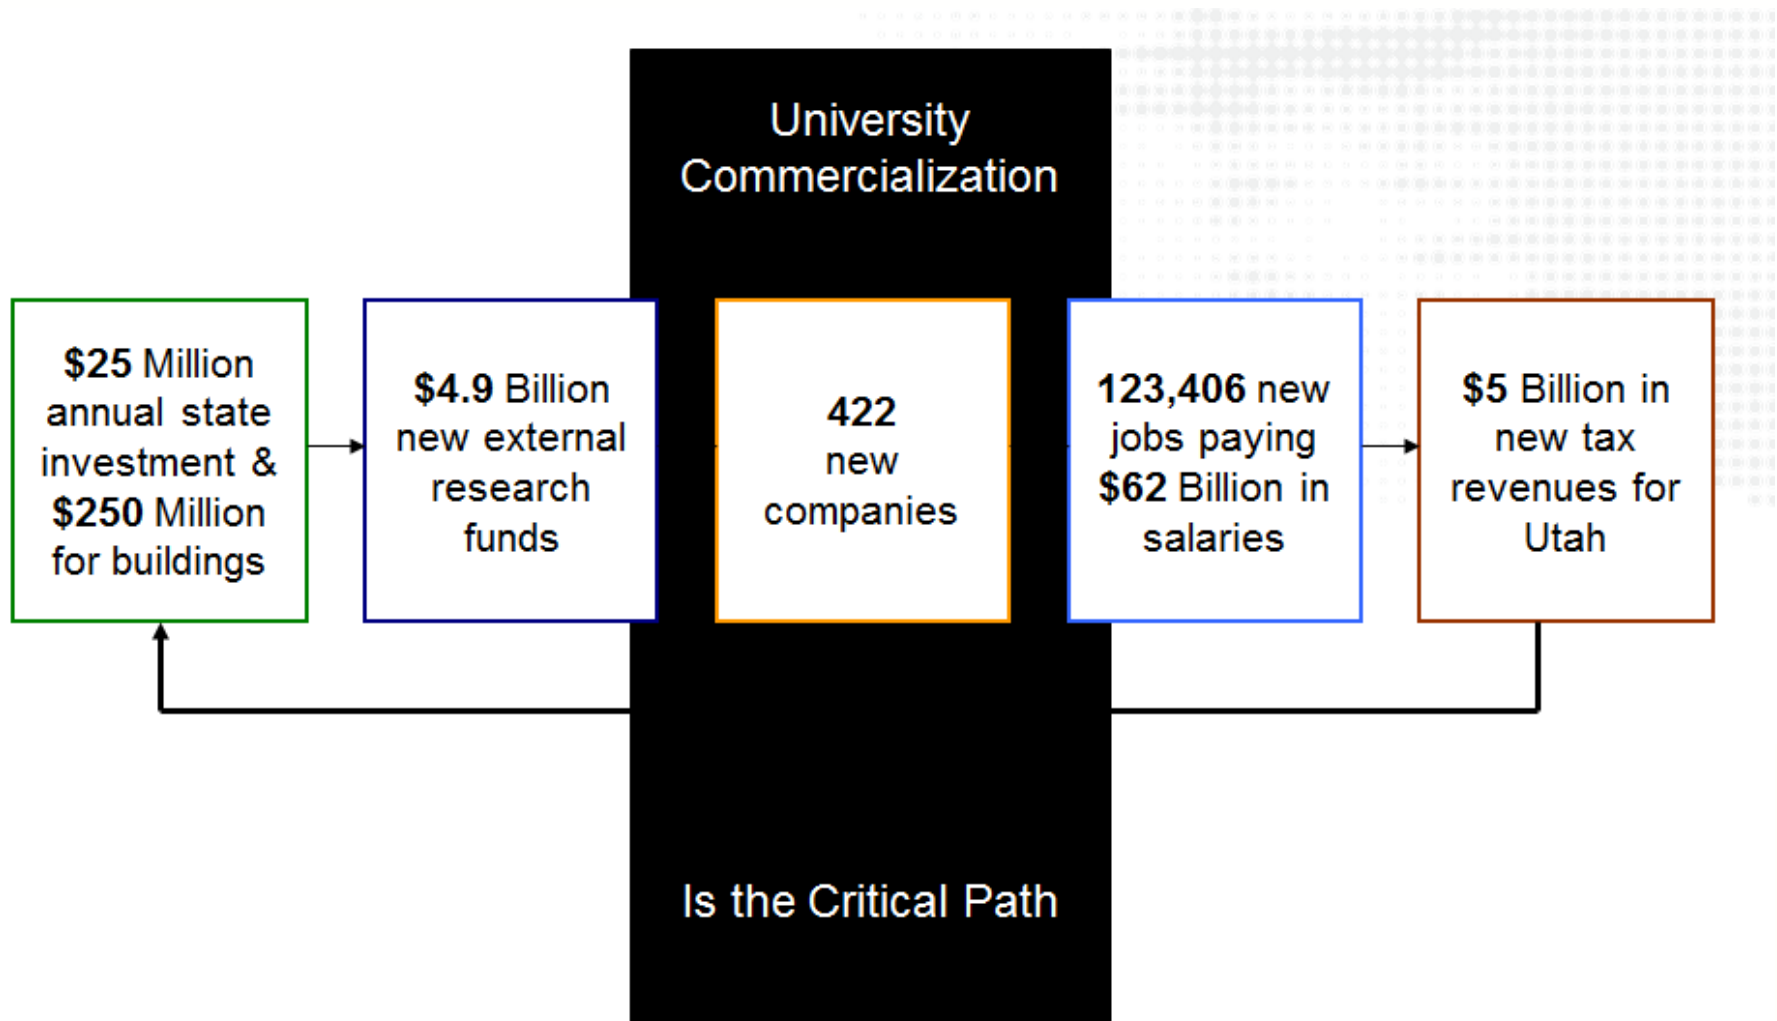 University
Commercialization
$25 Million
annual state
investment &
$250 Million
for buildings
$4.9 Billion
new external
research
funds
422
new
companies
123,406 new
jobs paying
$62 Billion in
salaries
$5 Billion in
new tax
revenues for
Utah
Is the Critical Path